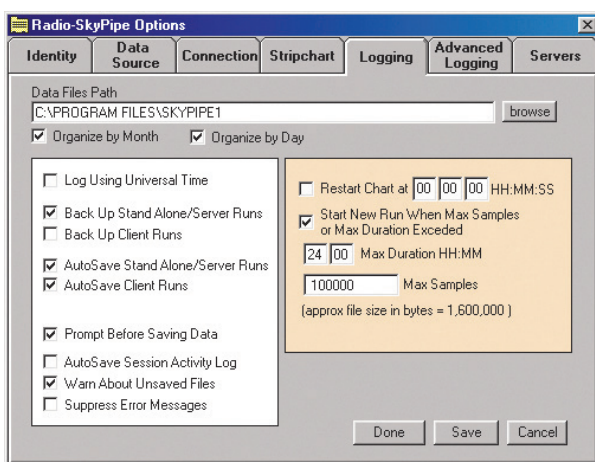 Radio-SkyPipe Options
Identity
Data Source
Connection
Stripchart
Logging
Advanced Logging
Servers
Data Files Path
C:\PROGRAM FILES\SKYPIPE1
browse
Organize by Month
Organize by Day
Log Using Universal Time
Back Up Stand Alone/Server Runs
Back Up Client Runs
AutoSave Stand Alone/Server Runs
AutoSave Client Runs
Prompt Before Saving Data
AutoSave Session Activity Log
Warn About Unsaved Files
Suppress Error Messages
Restart Chart at 00 00 00 HH:MM:SS
Start New Run When Max Samples
or Max Duration Exceded
24 00 Max Duration HH:MM
100000 Max Samples
(approx file size in bytes = 1,600,000 )
Done
Save
Cancel